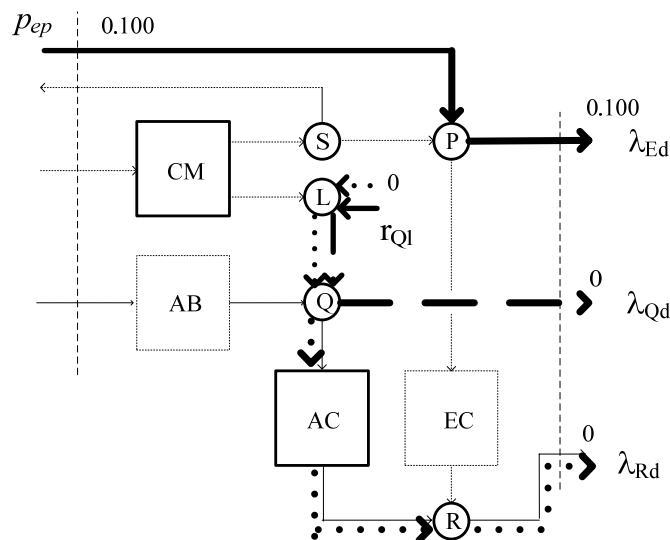 p_ep 0.100
0.100
S P λ_Ed
CM
L 0
r_Ql
0
AB Q λ_Qd
AC EC
0
λ_Rd
R